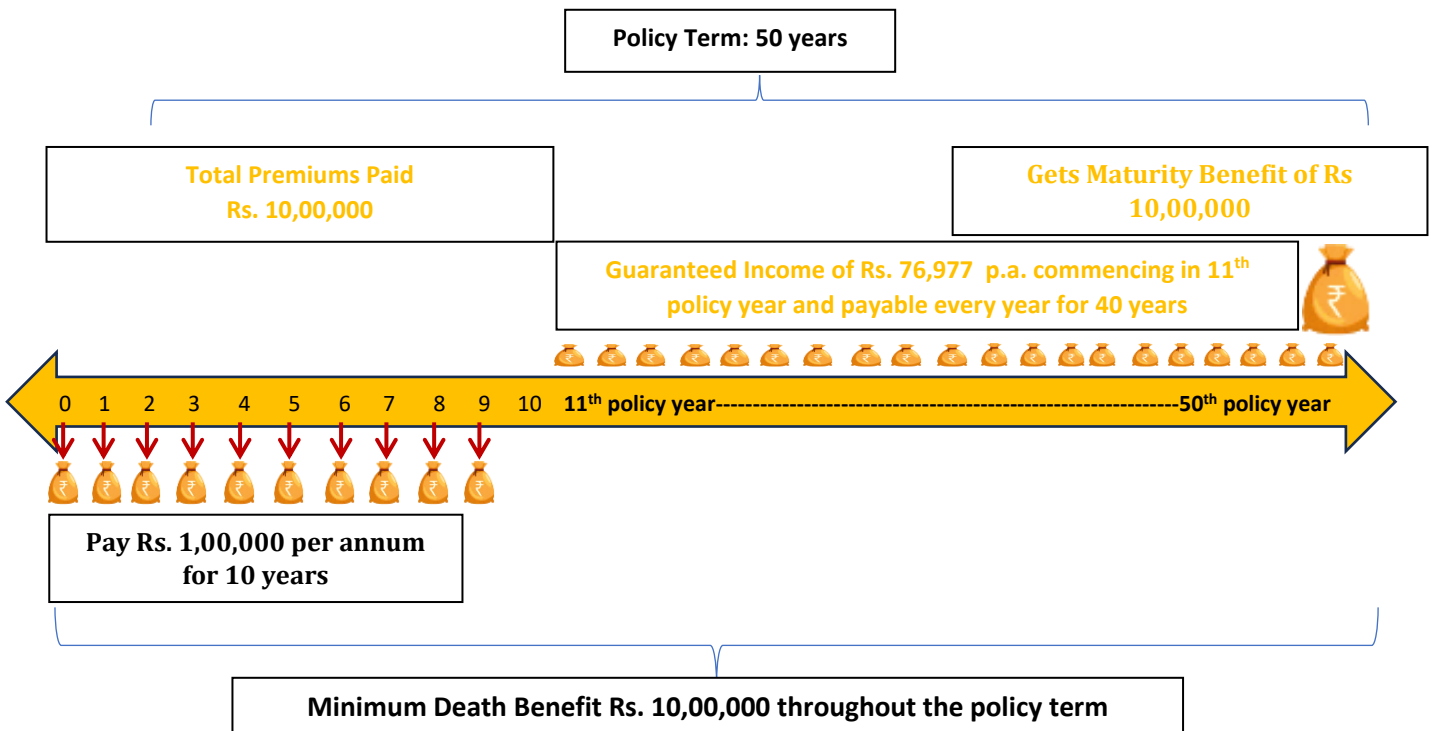 Policy Term: 50 years
Total Premiums Paid
Rs. 10,00,000
Gets Maturity Benefit of Rs
10,00,000
Guaranteed Income of Rs. 76,977 p.a. commencing in 11th
policy year and payable every year for 40 years
₹
₹ ₹ ₹ ₹ ₹ ₹ ₹ ₹ ₹ ₹ ₹ ₹ ₹ ₹ ₹ ₹ ₹ ₹ ₹ ₹
0 1 2 3 4 5 6 7 8 9 10 11th policy year--------------------------------------------------------------------------50th policy year
₹ ₹ ₹ ₹ ₹ ₹ ₹ ₹ ₹ ₹
Pay Rs. 1,00,000 per annum
for 10 years
Minimum Death Benefit Rs. 10,00,000 throughout the policy term